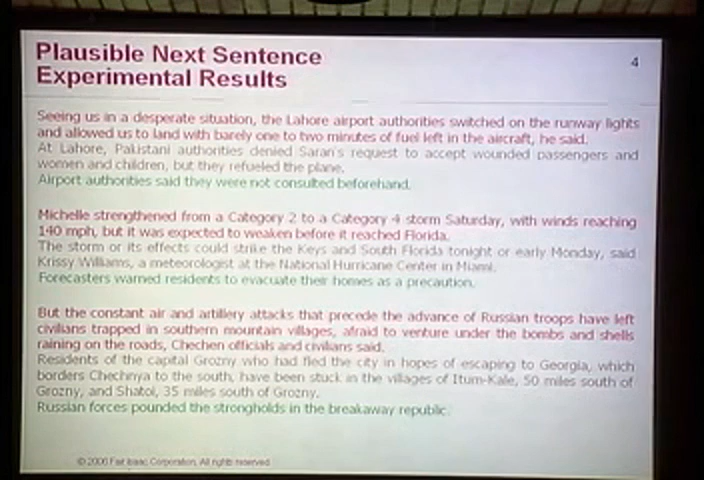 Plausible Next Sentence
Experimental Results
4
Seeing us in a desperate situation, the Lahore airport authorities switched on the runway lights
and allowed us to land with barely one to two minutes of fuel left in the aircraft, he said.
At Lahore, Pakistani authorities denied Saran's request to accept wounded passengers and
women and children, but they refueled the plane.
Airport authorities said they were not consulted beforehand.
Michelle strengthened from a Category 2 to a Category 4 storm Saturday, with winds reaching
140 mph, but it was expected to weaken before it reached Florida.
The storm or its effects could strike the Keys and South Florida tonight or early Monday, said
Krissy Williams, a meteorologist at the National Hurricane Center in Miami.
Forecasters warned residents to evacuate their homes as a precaution.
But the constant air and artillery attacks that precede the advance of Russian troops have left
civilians trapped in southern mountain villages, afraid to venture under the bombs and shells
raining on the roads, Chechen officials and civilians said.
Residents of the capital Grozny who had fled the city in hopes of escaping to Georgia, which
borders Chechnya to the south, have been stuck in the villages of Itum-Kale, 50 miles south of
Grozny, and Shatoi, 35 miles south of Grozny.
Russian forces pounded the strongholds in the breakaway republic.
© 2006 Fair Isaac Corporation. All rights reserved.